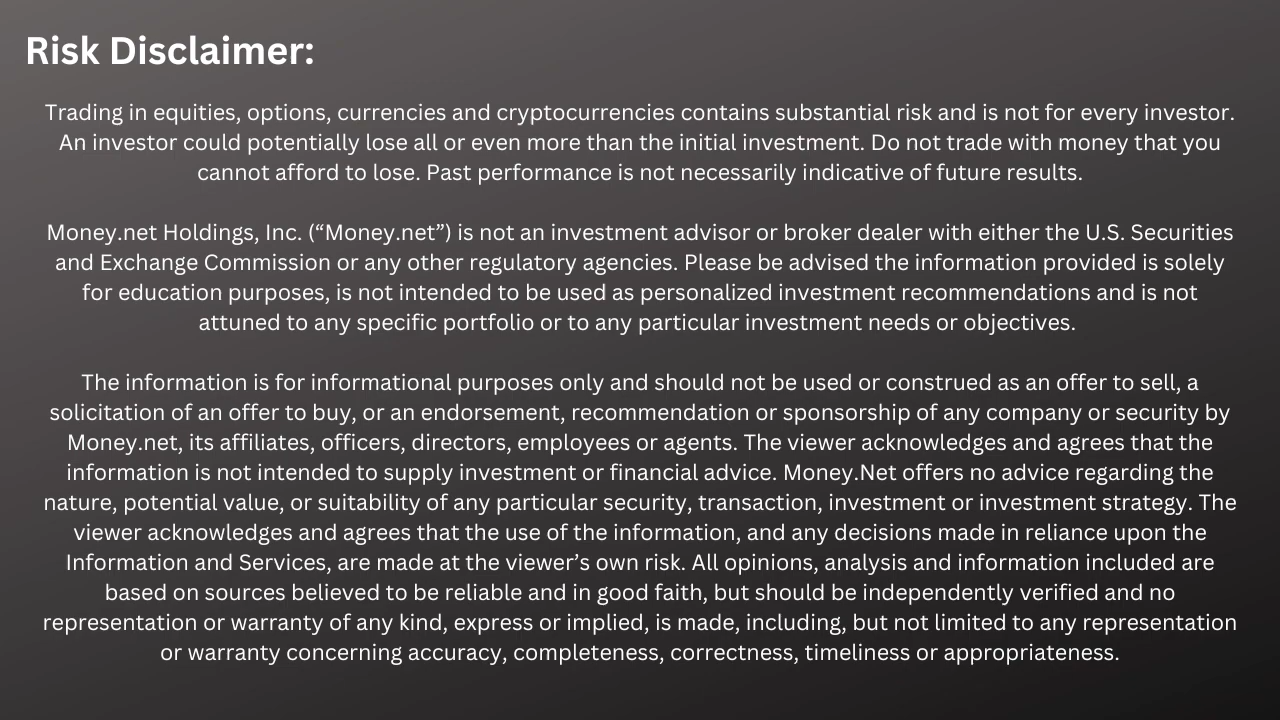 Risk Disclaimer:
Trading in equities, options, currencies and cryptocurrencies contains substantial risk and is not for every investor.
An investor could potentially lose all or even more than the initial investment. Do not trade with money that you
cannot afford to lose. Past performance is not necessarily indicative of future results.
Money.net Holdings, Inc. (“Money.net”) is not an investment advisor or broker dealer with either the U.S. Securities
and Exchange Commission or any other regulatory agencies. Please be advised the information provided is solely
for education purposes, is not intended to be used as personalized investment recommendations and is not
attuned to any specific portfolio or to any particular investment needs or objectives.
The information is for informational purposes only and should not be used or construed as an offer to sell, a
solicitation of an offer to buy, or an endorsement, recommendation or sponsorship of any company or security by
Money.net, its affiliates, officers, directors, employees or agents. The viewer acknowledges and agrees that the
information is not intended to supply investment or financial advice. Money.Net offers no advice regarding the
nature, potential value, or suitability of any particular security, transaction, investment or investment strategy. The
viewer acknowledges and agrees that the use of the information, and any decisions made in reliance upon the
Information and Services, are made at the viewer’s own risk. All opinions, analysis and information included are
based on sources believed to be reliable and in good faith, but should be independently verified and no
representation or warranty of any kind, express or implied, is made, including, but not limited to any representation
or warranty concerning accuracy, completeness, correctness, timeliness or appropriateness.